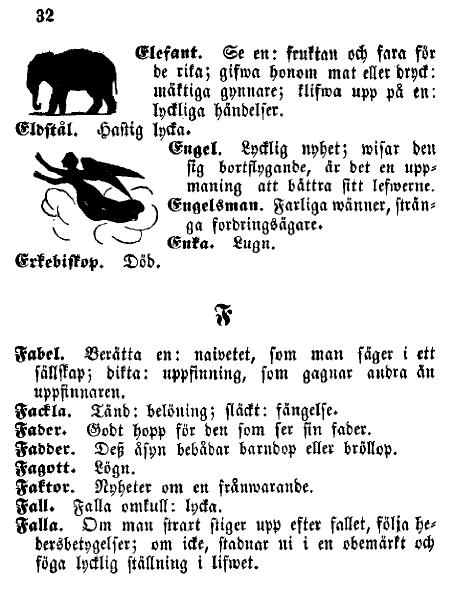 32
Elefant. Se en: fruktan och fara för
de rika; gifwa honom mat eller dryck:
mäktiga gynnare; klifwa upp på en:
lyckliga händelser.
Eldstål. Hastig lycka.
Engel. Lycklig nyhet; wisar den
sig bortflygande, är det en upp-
maning att bättra sitt lefwerne.
Engelsman. Farliga wänner, strän-
ga fordringsägare.
Enka. Lugn.
Erkebiskop. Död.
F
Fabel. Berätta en: naivetet, som man säger i ett
sällskap; dikta: uppfinning, som gagnar andra än
uppfinnaren.
Fackla. Tänd: belöning; släckt: fängelse.
Fader. Godt hopp för den som ser sin fader.
Fadder. Deß åsyn bebådar barndop eller bröllop.
Fagott. Lögn.
Faktor. Nyheter om en frånwarande.
Fall. Falla omkull: lycka.
Falla. Om man strart stiger upp efter fallet, följa he-
dersbetygelser; om icke, stadnar ni i en obemärkt och
föga lycklig ställning i lifwet.